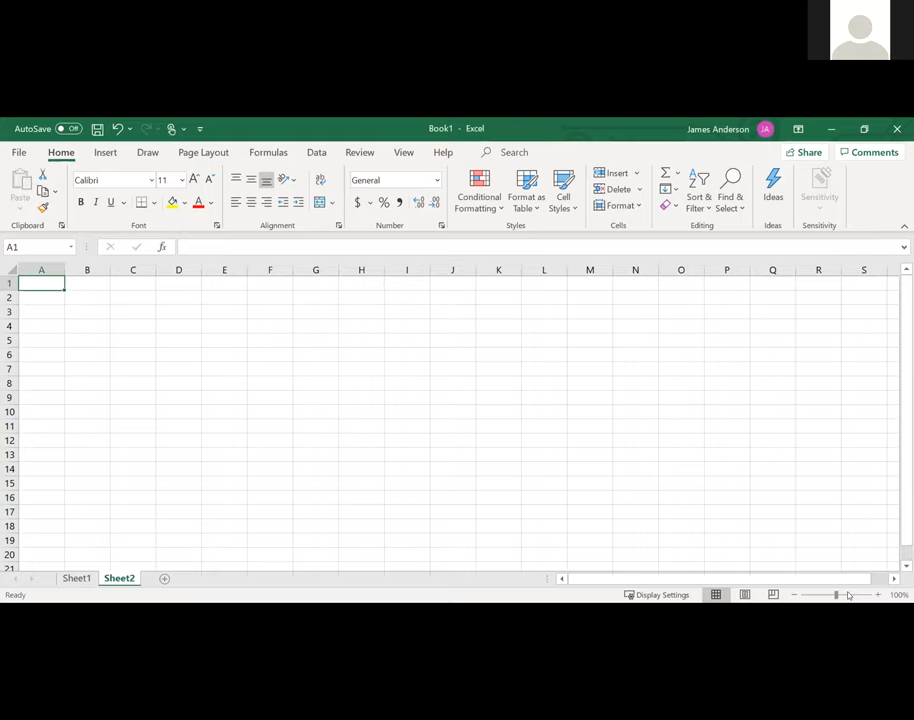 AutoSave Off Book1 - Excel James Anderson JA
File Home Insert Draw Page Layout Formulas Data Review View Help Search Share Comments
Paste Calibri 11 General Conditional Formatting Format as Table Cell Styles Insert Delete Format Sort & Filter Find & Select Ideas Sensitivity
Clipboard Font Alignment Number Styles Cells Editing Ideas Sensitivity
A1 fx
A B C D E F G H I J K L M N O P Q R S
1
2
3
4
5
6
7
8
9
10
11
12
13
14
15
16
17
18
19
20
21
Sheet1 Sheet2
Ready Display Settings 100%